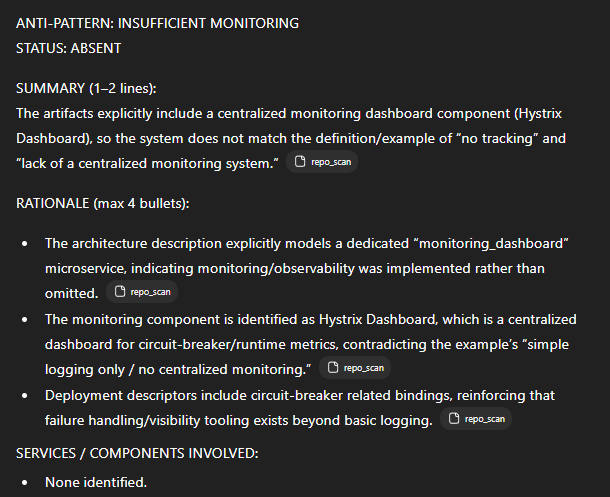 ANTI-PATTERN: INSUFFICIENT MONITORING
STATUS: ABSENT
SUMMARY (1–2 lines):
The artifacts explicitly include a centralized monitoring dashboard component (Hystrix
Dashboard), so the system does not match the definition/example of “no tracking” and
“lack of a centralized monitoring system.” repo_scan
RATIONALE (max 4 bullets):
• The architecture description explicitly models a dedicated “monitoring_dashboard”
microservice, indicating monitoring/observability was implemented rather than
omitted. repo_scan
• The monitoring component is identified as Hystrix Dashboard, which is a centralized
dashboard for circuit-breaker/runtime metrics, contradicting the example’s “simple
logging only / no centralized monitoring.” repo_scan
• Deployment descriptors include circuit-breaker related bindings, reinforcing that
failure handling/visibility tooling exists beyond basic logging. repo_scan
SERVICES / COMPONENTS INVOLVED:
• None identified.